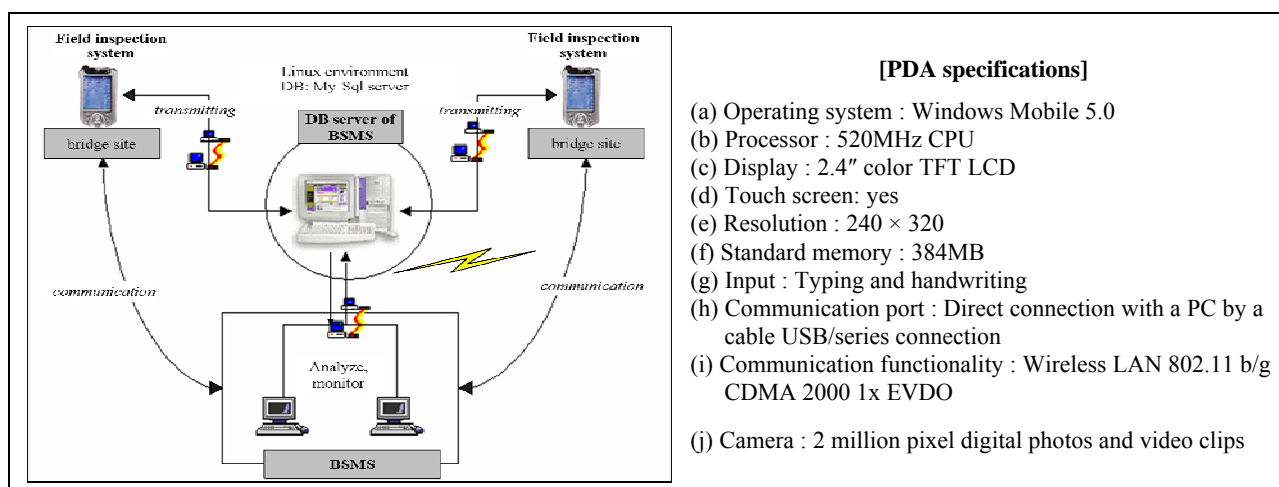 Field inspection
system
Field inspection
system
Linux environment
DB: My Sql server
transmitting
transmitting
DB server of
BSMS
bridge site
bridge site
communication
communication
Analyze,
monitor
BSMS
[PDA specifications]
(a) Operating system : Windows Mobile 5.0
(b) Processor : 520MHz CPU
(c) Display : 2.4″ color TFT LCD
(d) Touch screen: yes
(e) Resolution : 240 × 320
(f) Standard memory : 384MB
(g) Input : Typing and handwriting
(h) Communication port : Direct connection with a PC by a
cable USB/series connection
(i) Communication functionality : Wireless LAN 802.11 b/g
CDMA 2000 1x EVDO
(j) Camera : 2 million pixel digital photos and video clips